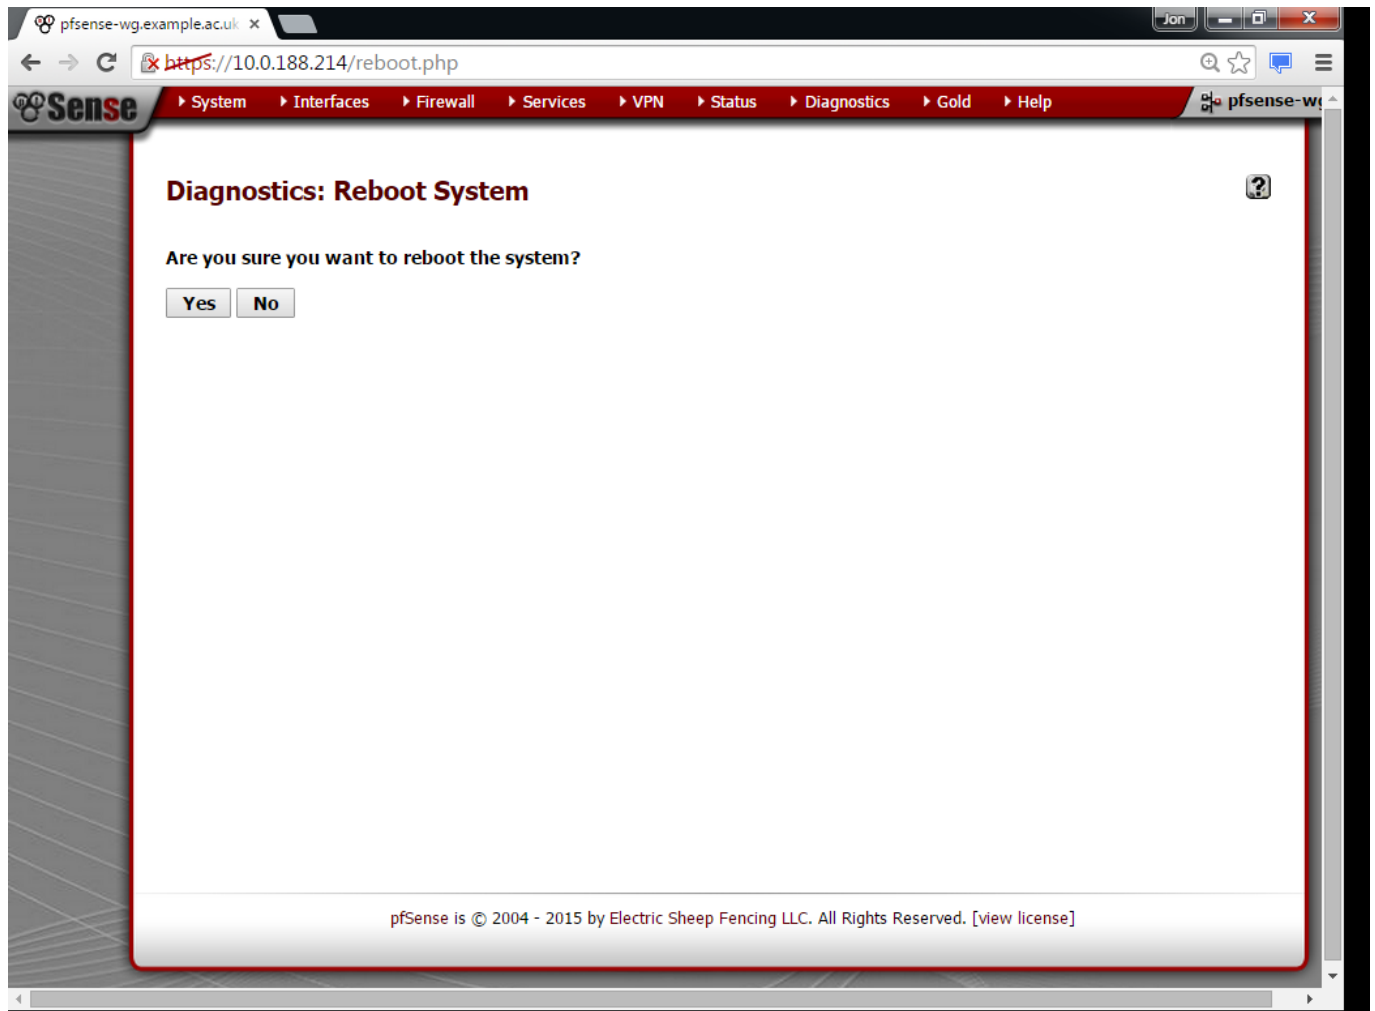 pfsense-wg.example.ac.uk
Jon
https://10.0.188.214/reboot.php
Sense
System Interfaces Firewall Services VPN Status Diagnostics Gold Help pfsense-wg
Diagnostics: Reboot System
?
Are you sure you want to reboot the system?
Yes No
pfSense is © 2004 - 2015 by Electric Sheep Fencing LLC. All Rights Reserved. [view license]